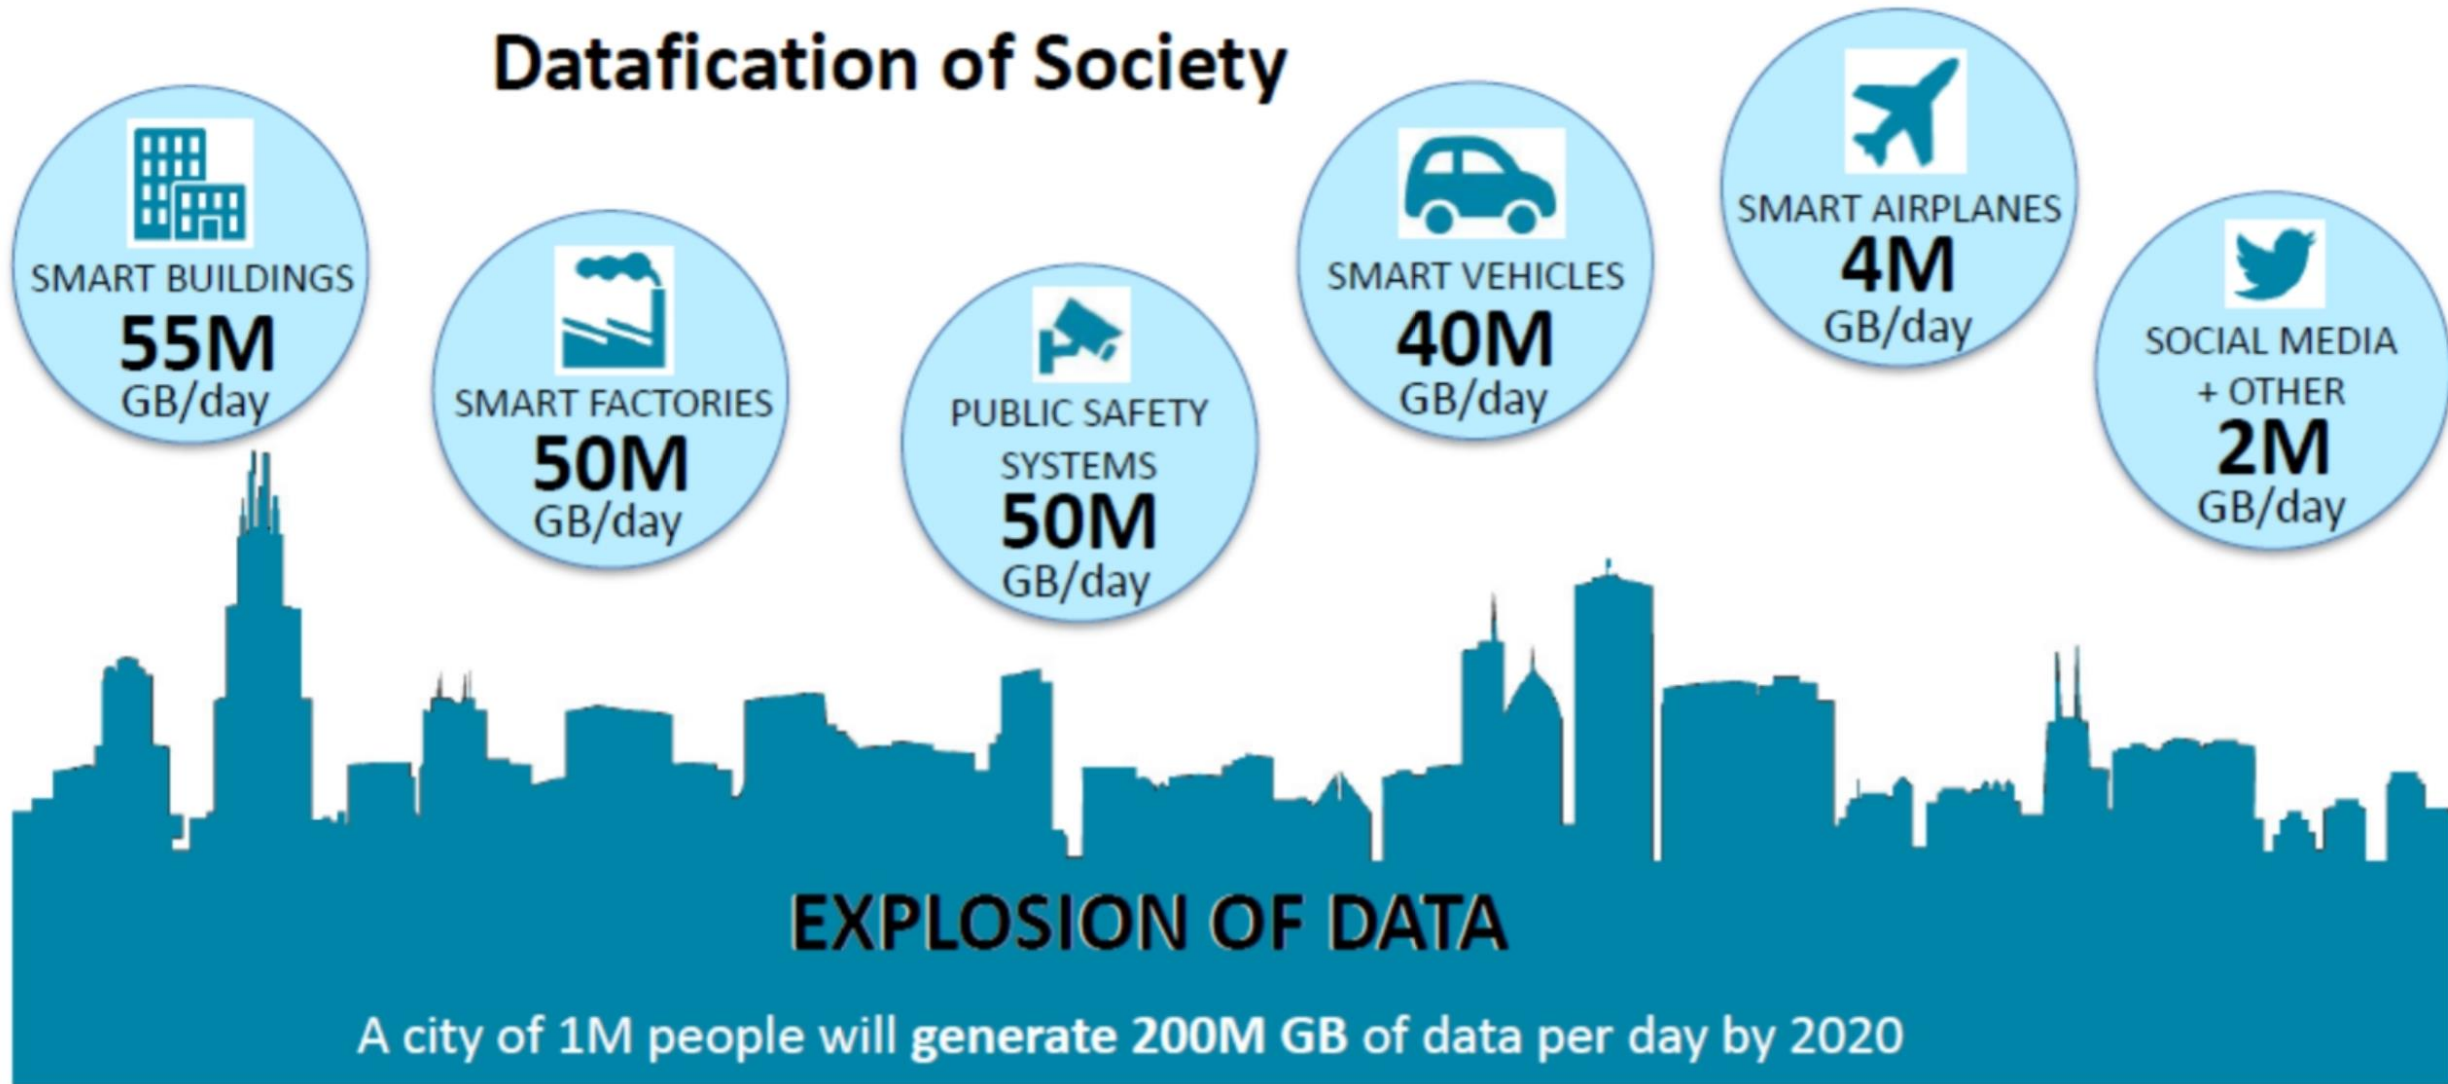 Datafication of Society
SMART BUILDINGS
55M
GB/day
SMART FACTORIES
50M
GB/day
PUBLIC SAFETY
SYSTEMS
50M
GB/day
SMART VEHICLES
40M
GB/day
SMART AIRPLANES
4M
GB/day
SOCIAL MEDIA
+ OTHER
2M
GB/day
EXPLOSION OF DATA
A city of 1M people will generate 200M GB of data per day by 2020